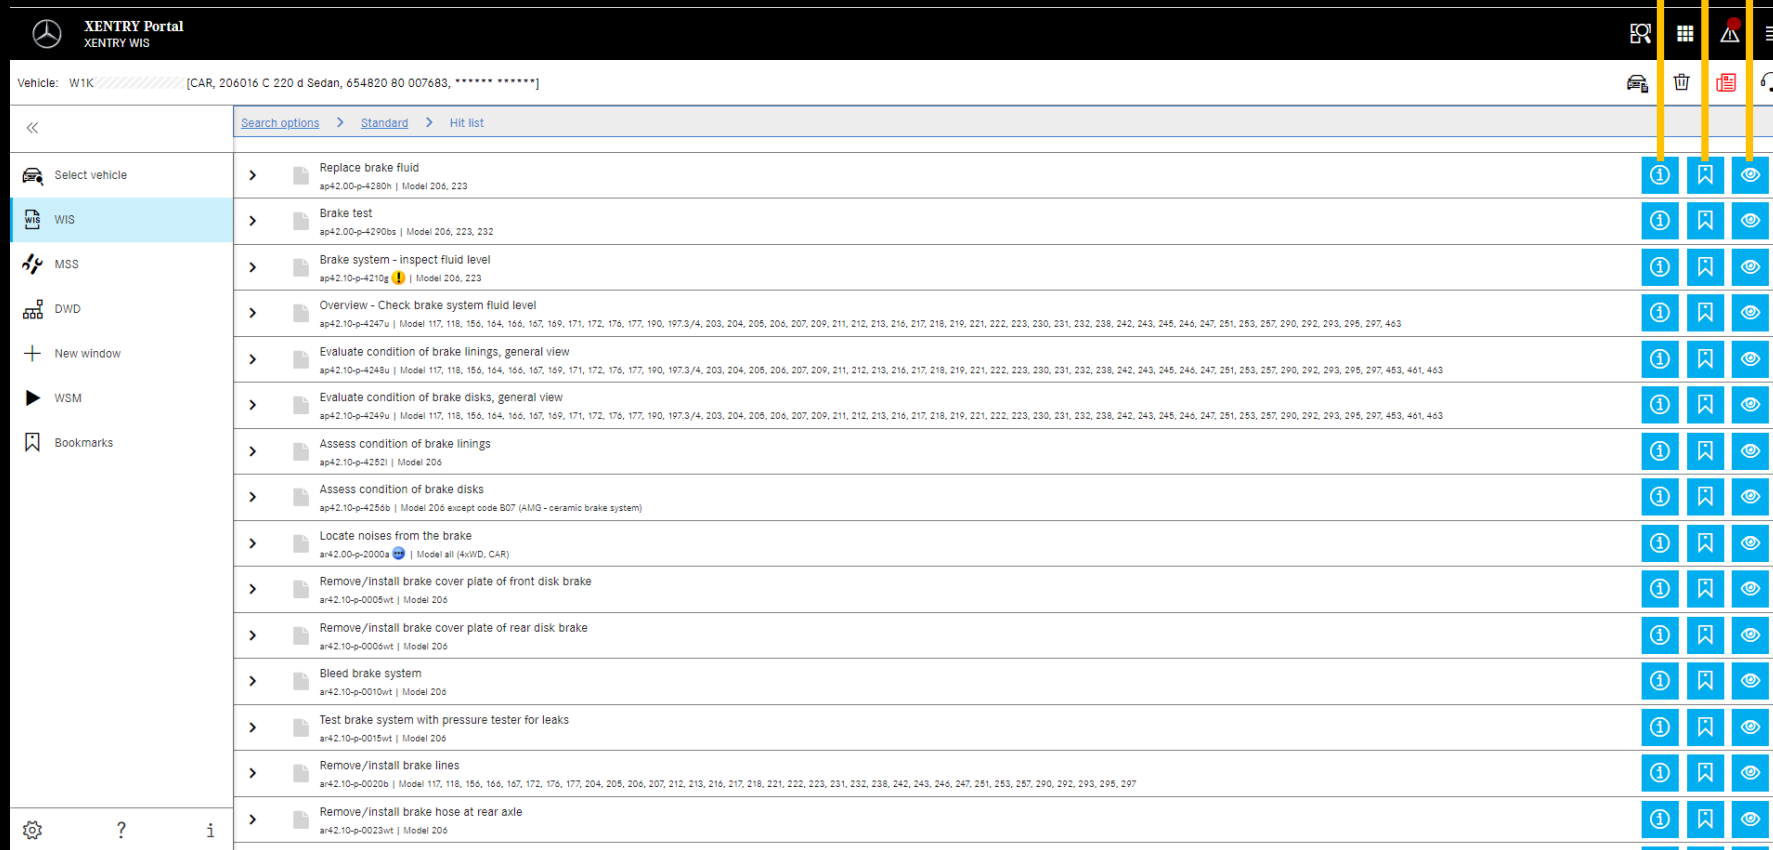 XENTRY Portal
XENTRY WIS
Vehicle: W1K [CAR, 206016 C 220 d Sedan, 654820 80 007683, ****** ******]
Search options > Standard > Hit list
Select vehicle
WIS
MSS
DWD
New window
WSM
Bookmarks
Replace brake fluid
ap42.00-p-4280h | Model 206, 223
Brake test
ap42.00-p-4290bs | Model 206, 223, 232
Brake system - inspect fluid level
ap42.10-p-4210g | Model 206, 223
Overview - Check brake system fluid level
ap42.10-p-4247u | Model 117, 118, 156, 164, 166, 167, 169, 171, 172, 176, 177, 190, 197.3/4, 203, 204, 205, 206, 207, 209, 211, 212, 213, 216, 217, 218, 219, 221, 222, 223, 230, 231, 232, 238, 242, 243, 245, 246, 247, 251, 253, 257, 290, 292, 293, 295, 297, 463
Evaluate condition of brake linings, general view
ap42.10-p-4248u | Model 117, 118, 156, 164, 166, 167, 169, 171, 172, 176, 177, 190, 197.3/4, 203, 204, 205, 206, 207, 209, 211, 212, 213, 216, 217, 218, 219, 221, 222, 223, 230, 231, 232, 238, 242, 243, 245, 246, 247, 251, 253, 257, 290, 292, 293, 295, 297, 453, 461, 463
Evaluate condition of brake disks, general view
ap42.10-p-4249u | Model 117, 118, 156, 164, 166, 167, 169, 171, 172, 176, 177, 190, 197.3/4, 203, 204, 205, 206, 207, 209, 211, 212, 213, 216, 217, 218, 219, 221, 222, 223, 230, 231, 232, 238, 242, 243, 245, 246, 247, 251, 253, 257, 290, 292, 293, 295, 297, 453, 461, 463
Assess condition of brake linings
ap42.10-p-4252l | Model 206
Assess condition of brake disks
ap42.10-p-4256b | Model 206 except code B07 (AMG - ceramic brake system)
Locate noises from the brake
ar42.00-p-2000a | Model all (4xWD, CAR)
Remove/install brake cover plate of front disk brake
ar42.10-p-0005wt | Model 206
Remove/install brake cover plate of rear disk brake
ar42.10-p-0006wt | Model 206
Bleed brake system
ar42.10-p-0010wt | Model 206
Test brake system with pressure tester for leaks
ar42.10-p-0015wt | Model 206
Remove/install brake lines
ar42.10-p-0020b | Model 117, 118, 156, 166, 167, 172, 176, 177, 204, 205, 206, 207, 212, 213, 216, 217, 218, 221, 222, 223, 231, 232, 238, 242, 243, 246, 247, 251, 253, 257, 290, 292, 293, 295, 297
Remove/install brake hose at rear axle
ar42.10-p-0023wt | Model 206